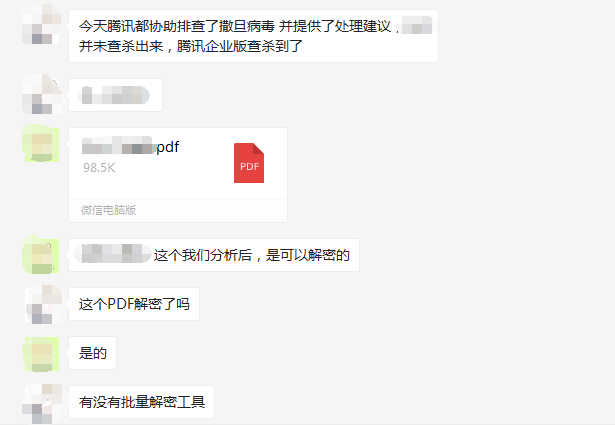 今天腾讯都协助排查了撒旦病毒 并提供了处理建议，
并未查杀出来，腾讯企业版查杀到了
.pdf
98.5K
PDF
微信电脑版
这个我们分析后，是可以解密的
这个PDF解密了吗
是的
有没有批量解密工具